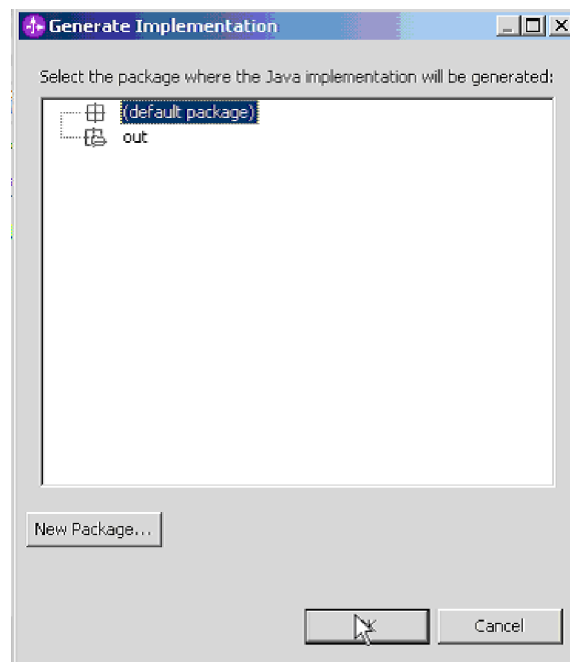 Generate Implementation
Select the package where the Java implementation will be generated:
(default package)
out
New Package...
Cancel